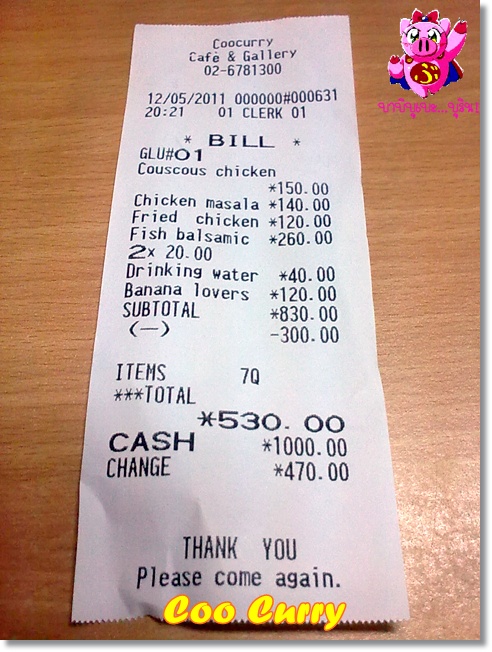 Coocurry
Cafè & Gallery
02-6781300
12/05/2011 000000#000631
20:21 01 CLERK 01
* BILL *
GLU#01
Couscous chicken
*150.00
Chicken masala *140.00
Fried chicken *120.00
Fish balsamic *260.00
2x 20.00
Drinking water *40.00
Banana lovers *120.00
SUBTOTAL *830.00
(—) -300.00
ITEMS 7Q
***TOTAL
*530.00
CASH *1000.00
CHANGE *470.00
THANK YOU
Please come again.
Coo Curry